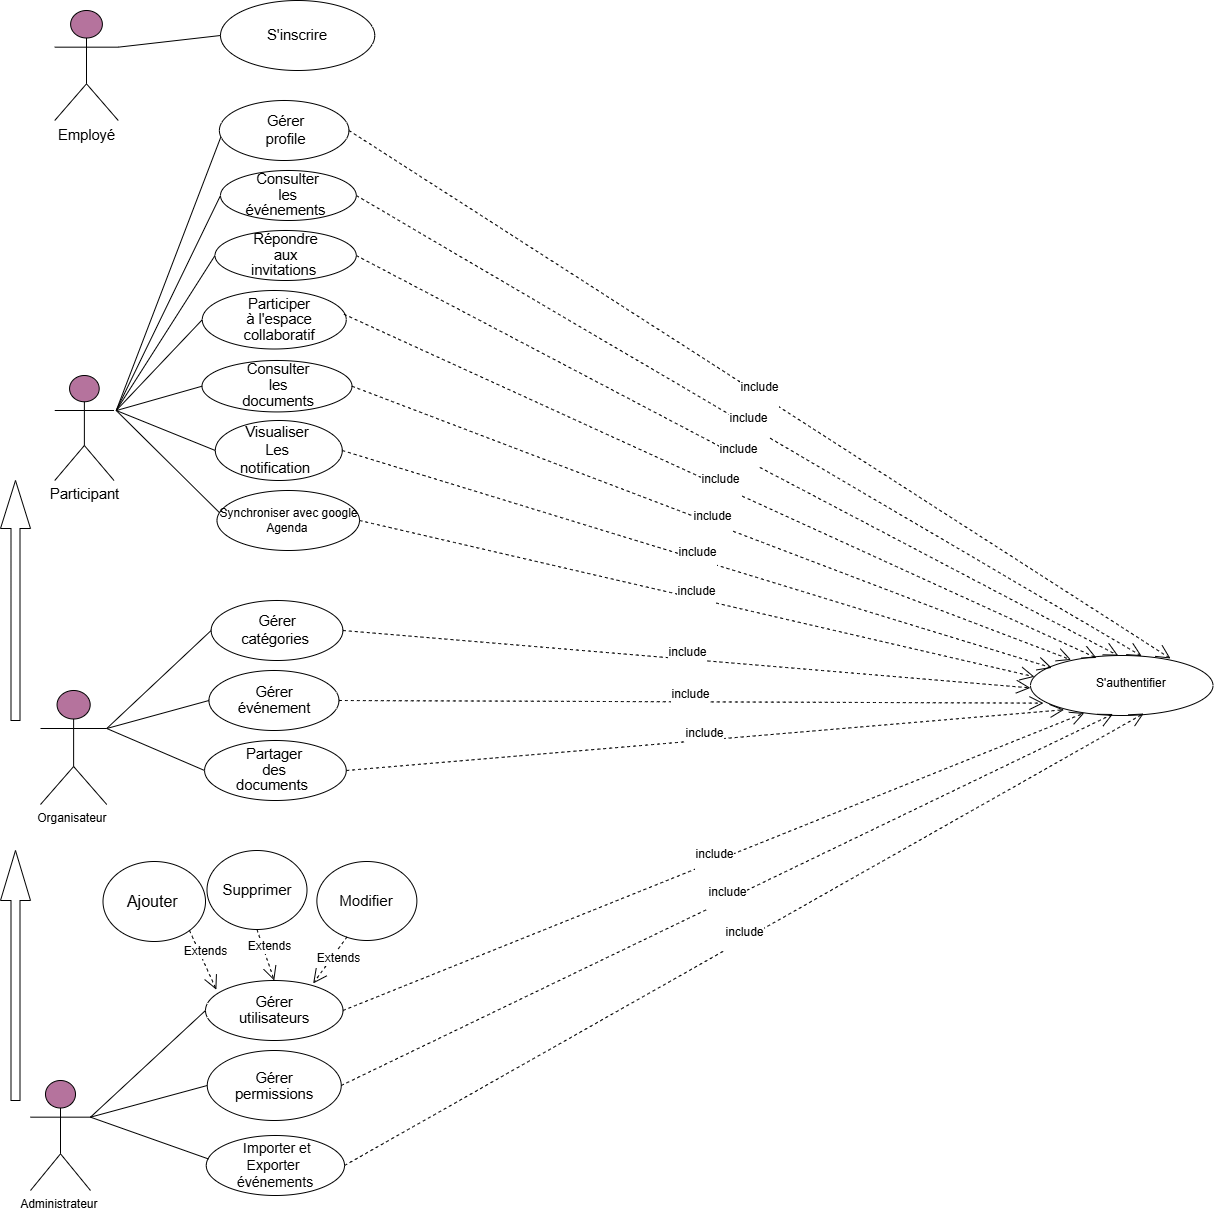 S'inscrire
Employé
Gérer
profile
Consulter
les
événements
Répondre
aux
invitations
Participer
à l'espace
collaboratif
Consulter
les
documents
Visualiser
Les
notification
Participant
Synchroniser avec google
Agenda
include
include
include
include
include
include
include
Gérer
catégories
include
S'authentifier
Gérer
événement
include
include
Partager
des
documents
Organisateur
include
include
include
Ajouter
Supprimer
Modifier
Extends
Extends
Extends
Gérer
utilisateurs
Gérer
permissions
Importer et
Exporter
événements
Administrateur